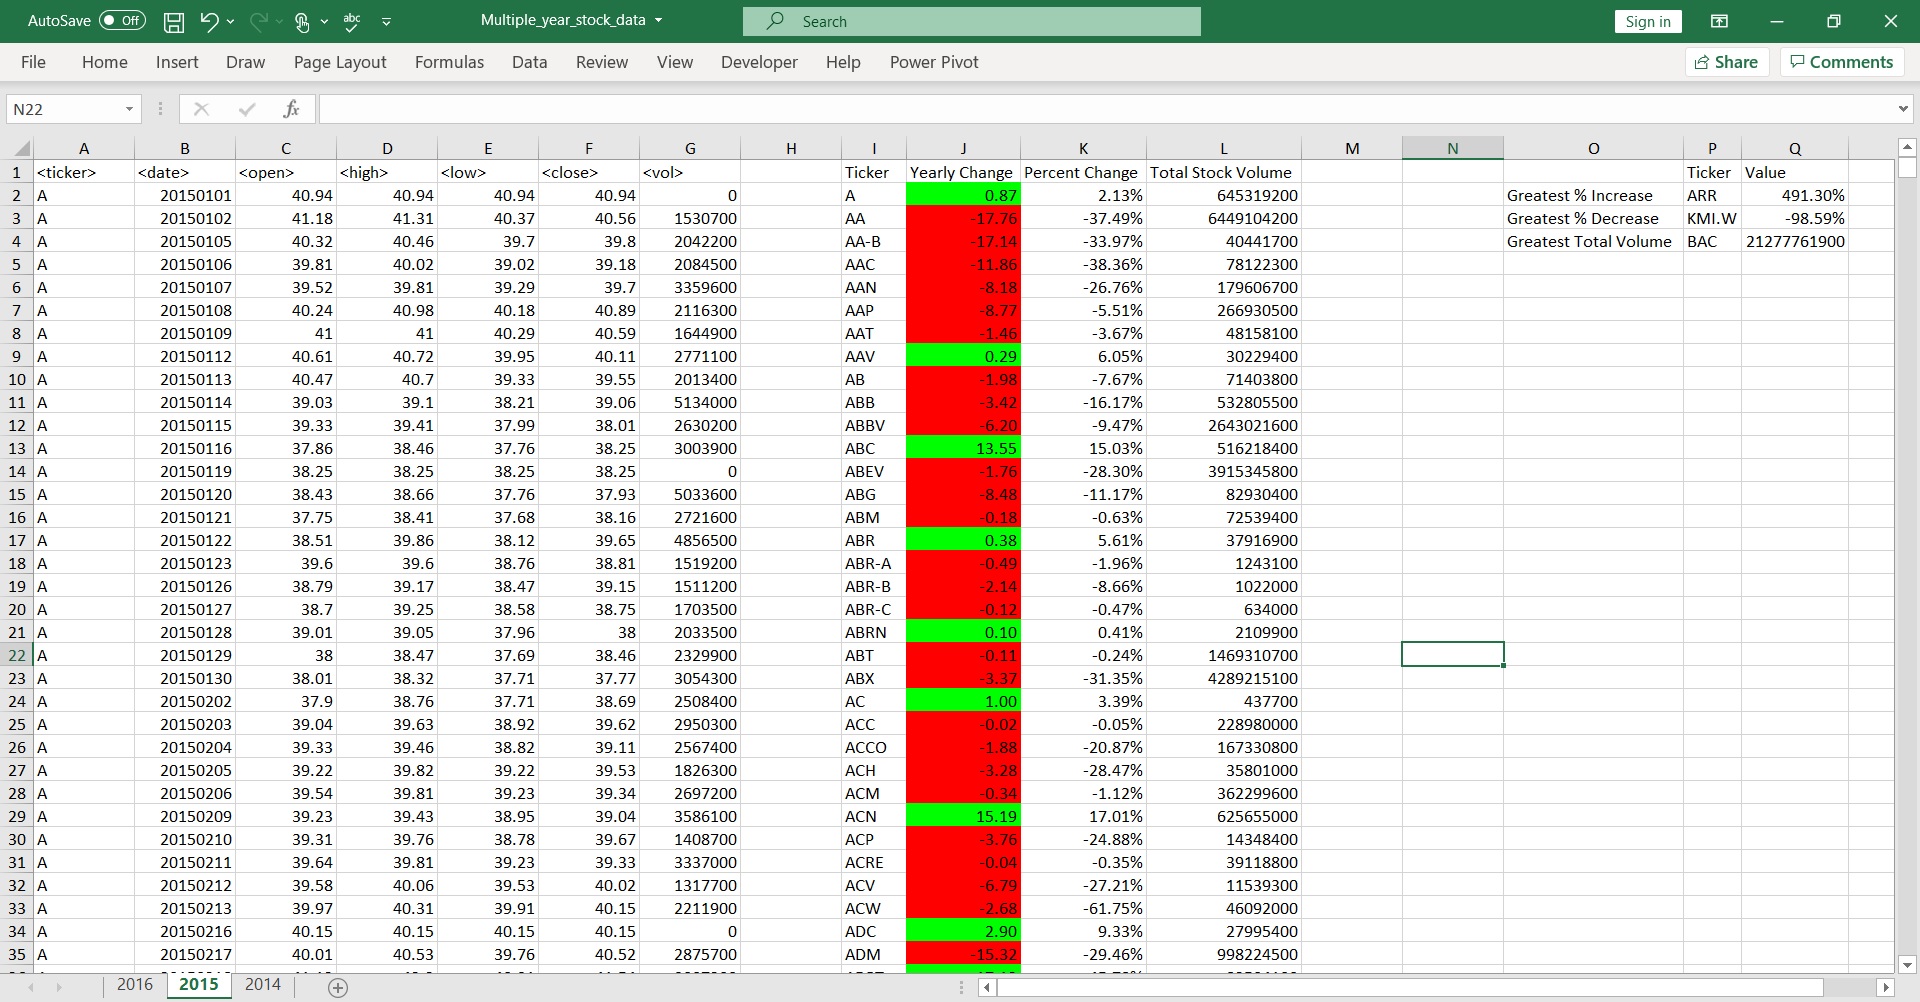 AutoSave Off Multiple_year_stock_data Search Sign in
File Home Insert Draw Page Layout Formulas Data Review View Developer Help Power Pivot Share Comments
N22 fx
A B C D E F G H I J K L M N O P Q
1 <ticker> <date> <open> <high> <low> <close> <vol> Ticker Yearly Change Percent Change Total Stock Volume Ticker Value
2 A 20150101 40.94 40.94 40.94 40.94 0 A 0.87 2.13% 645319200 Greatest % Increase ARR 491.30%
3 A 20150102 41.18 41.31 40.37 40.56 1530700 AA -17.76 -37.49% 6449104200 Greatest % Decrease KMI.W -98.59%
4 A 20150105 40.32 40.46 39.7 39.8 2042200 AA-B -17.14 -33.97% 40441700 Greatest Total Volume BAC 21277761900
5 A 20150106 39.81 40.02 39.02 39.18 2084500 AAC -11.86 -38.36% 78122300
6 A 20150107 39.52 39.81 39.29 39.7 3359600 AAN -8.18 -26.76% 179606700
7 A 20150108 40.24 40.98 40.18 40.89 2116300 AAP -8.77 -5.51% 266930500
8 A 20150109 41 41 40.29 40.59 1644900 AAT -1.46 -3.67% 48158100
9 A 20150112 40.61 40.72 39.95 40.11 2771100 AAV 0.29 6.05% 30229400
10 A 20150113 40.47 40.7 39.33 39.55 2013400 AB -1.98 -7.67% 71403800
11 A 20150114 39.03 39.1 38.21 39.06 5134000 ABB -3.42 -16.17% 532805500
12 A 20150115 39.33 39.41 37.99 38.01 2630200 ABBV -6.20 -9.47% 2643021600
13 A 20150116 37.86 38.46 37.76 38.25 3003900 ABC 13.55 15.03% 516218400
14 A 20150119 38.25 38.25 38.25 38.25 0 ABEV -1.76 -28.30% 3915345800
15 A 20150120 38.43 38.66 37.76 37.93 5033600 ABG -8.48 -11.17% 82930400
16 A 20150121 37.75 38.41 37.68 38.16 2721600 ABM -0.18 -0.63% 72539400
17 A 20150122 38.51 39.86 38.12 39.65 4856500 ABR 0.38 5.61% 37916900
18 A 20150123 39.6 39.6 38.76 38.81 1519200 ABR-A -0.49 -1.96% 1243100
19 A 20150126 38.79 39.17 38.47 39.15 1511200 ABR-B -2.14 -8.66% 1022000
20 A 20150127 38.7 39.25 38.58 38.75 1703500 ABR-C -0.12 -0.47% 634000
21 A 20150128 39.01 39.05 37.96 38 2033500 ABRN 0.10 0.41% 2109900
22 A 20150129 38 38.47 37.69 38.46 2329900 ABT -0.11 -0.24% 1469310700
23 A 20150130 38.01 38.32 37.71 37.77 3054300 ABX -3.37 -31.35% 4289215100
24 A 20150202 37.9 38.76 37.71 38.69 2508400 AC 1.00 3.39% 437700
25 A 20150203 39.04 39.63 38.92 39.62 2950300 ACC -0.02 -0.05% 228980000
26 A 20150204 39.33 39.46 38.82 39.11 2567400 ACCO -1.88 -20.87% 167330800
27 A 20150205 39.22 39.82 39.22 39.53 1826300 ACH -3.28 -28.47% 35801000
28 A 20150206 39.54 39.81 39.23 39.34 2697200 ACM -0.34 -1.12% 362299600
29 A 20150209 39.23 39.43 38.95 39.04 3586100 ACN 15.19 17.01% 625655000
30 A 20150210 39.31 39.76 38.78 39.67 1408700 ACP -3.76 -24.88% 14348400
31 A 20150211 39.64 39.81 39.23 39.33 3337000 ACRE -0.04 -0.35% 39118800
32 A 20150212 39.58 40.06 39.53 40.02 1317700 ACV -6.79 -27.21% 11539300
33 A 20150213 39.97 40.31 39.91 40.15 2211900 ACW -2.68 -61.75% 46092000
34 A 20150216 40.15 40.15 40.15 40.15 0 ADC 2.90 9.33% 27995400
35 A 20150217 40.01 40.53 39.76 40.52 2875700 ADM -15.32 -29.46% 998224500
2016 2015 2014